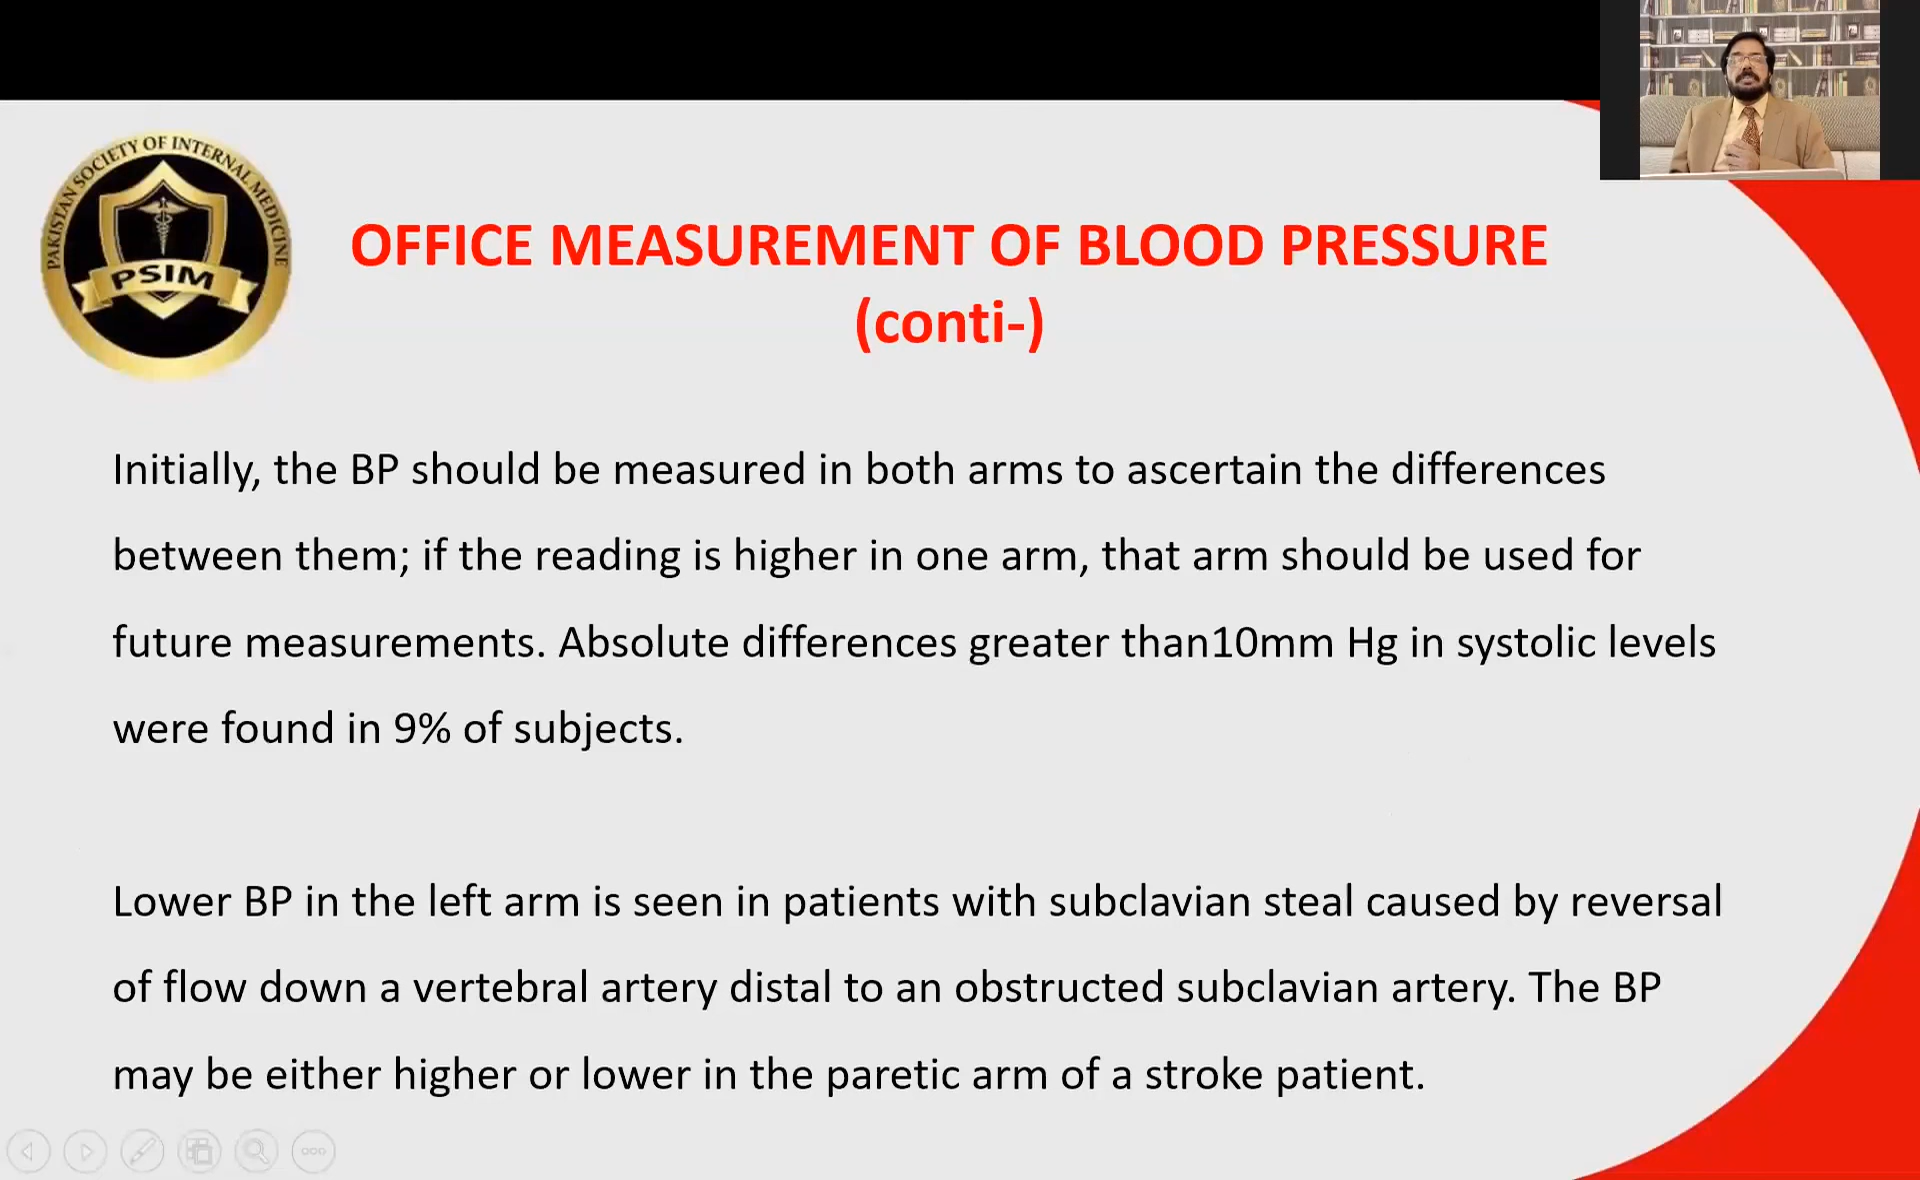 PAKISTAN SOCIETY OF INTERNAL MEDICINE
PSIM
OFFICE MEASUREMENT OF BLOOD PRESSURE
(conti-)
Initially, the BP should be measured in both arms to ascertain the differences
between them; if the reading is higher in one arm, that arm should be used for
future measurements. Absolute differences greater than10mm Hg in systolic levels
were found in 9% of subjects.
Lower BP in the left arm is seen in patients with subclavian steal caused by reversal
of flow down a vertebral artery distal to an obstructed subclavian artery. The BP
may be either higher or lower in the paretic arm of a stroke patient.